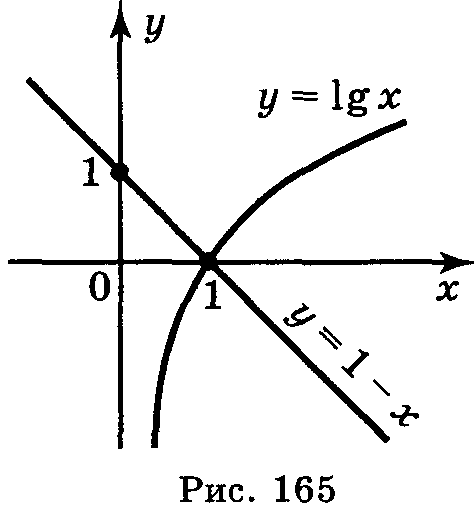 y
y = lg x
1
0
1
x
y = 1 − x
Рис. 165